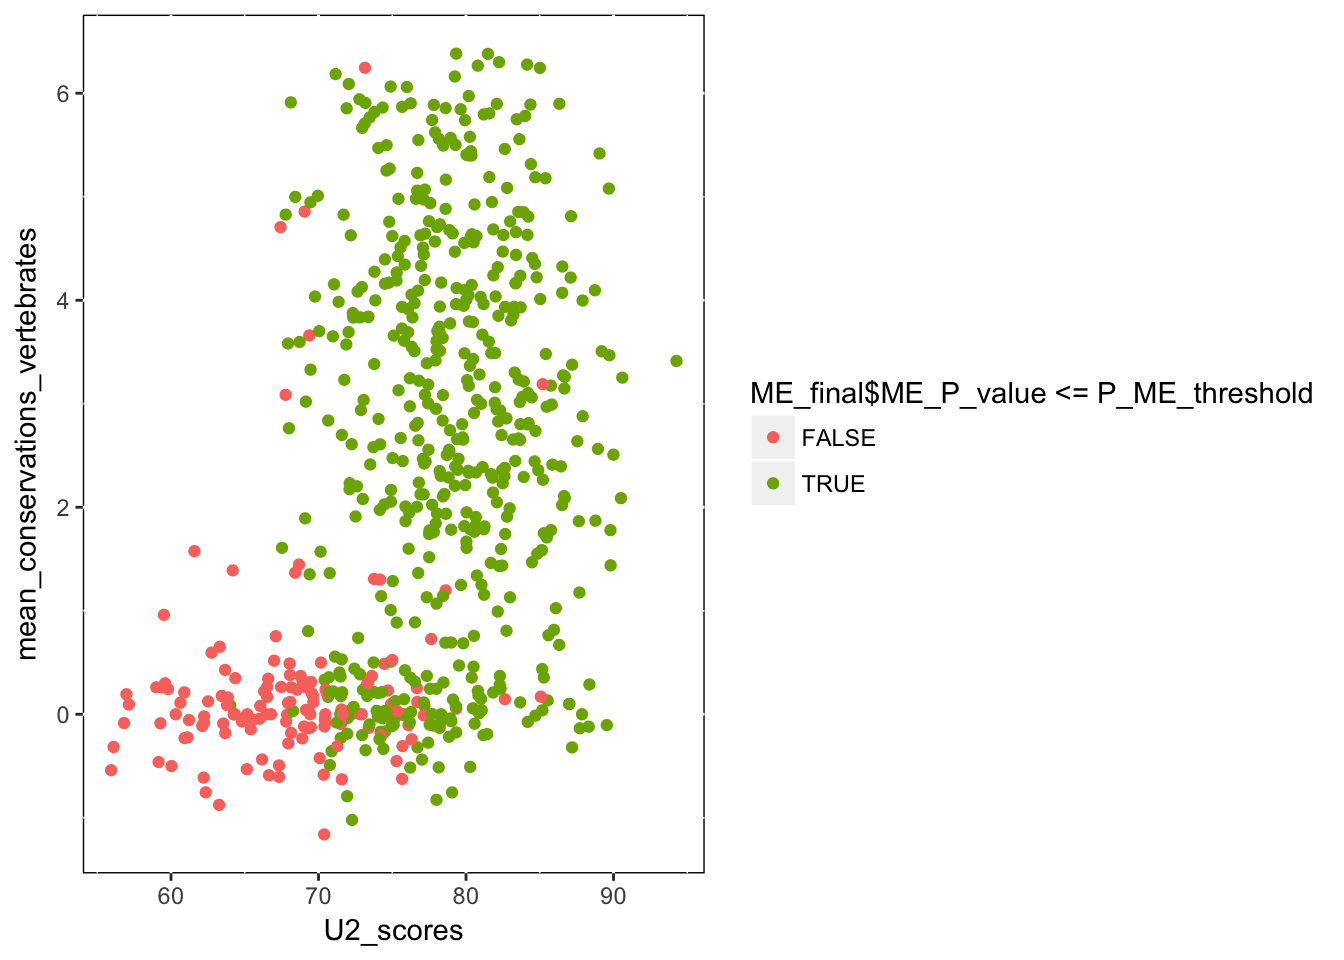 6
4
2
0
mean_conservations_vertebrates
60 70 80 90
U2_scores
ME_final$ME_P_value <= P_ME_threshold
FALSE
TRUE